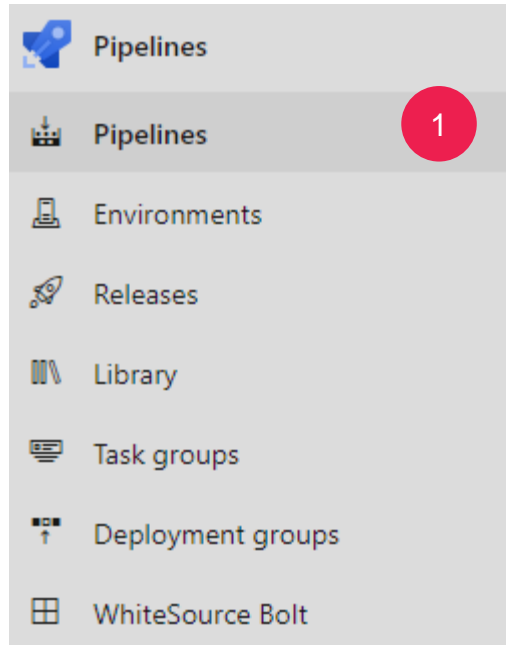 Pipelines
Pipelines 1
Environments
Releases
Library
Task groups
Deployment groups
WhiteSource Bolt